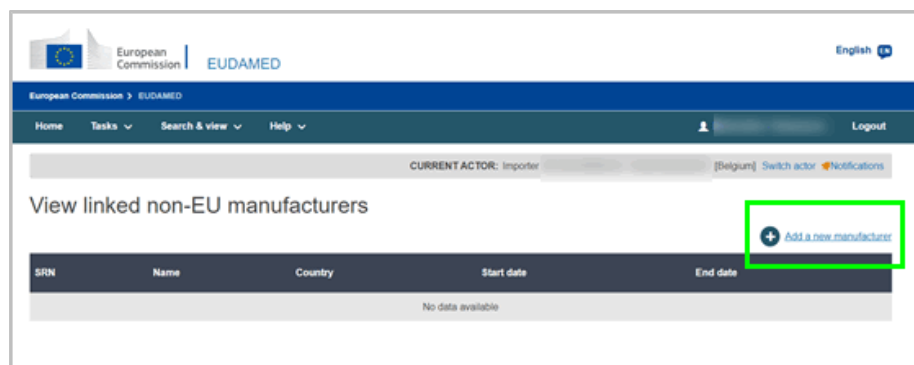 European
Commission
EUDAMED
English EN
European Commission > EUDAMED
Home Tasks Search & view Help Logout
CURRENT ACTOR: Importer [Belgium] Switch actor Notifications
View linked non-EU manufacturers
Add a new manufacturer
SRN Name Country Start date End date
No data available